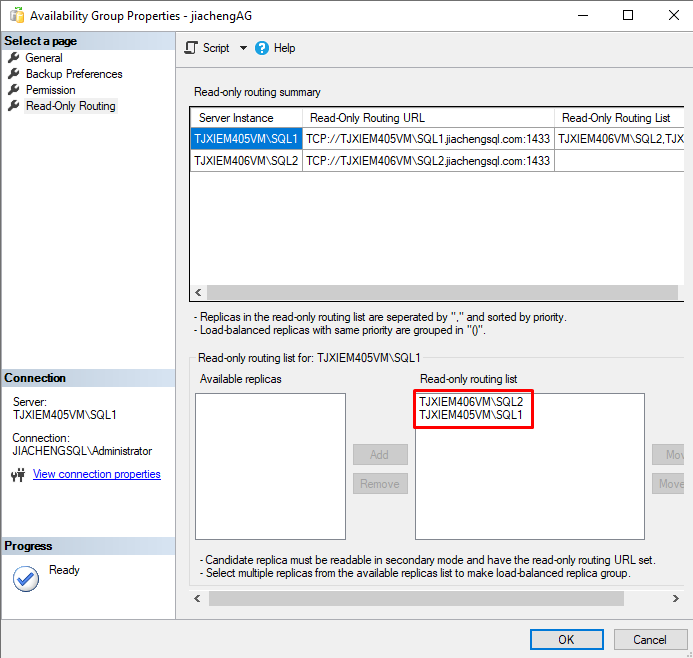 Availability Group Properties - jiachengAG
Select a page
General
Backup Preferences
Permission
Read-Only Routing
Script
Help
Read-only routing summary
Server Instance Read-Only Routing URL Read-Only Routing List
TJXIEM405VM\SQL1 TCP://TJXIEM405VM\SQL1.jiachengsql.com:1433 TJXIEM406VM\SQL2,TJX
TJXIEM406VM\SQL2 TCP://TJXIEM406VM\SQL2.jiachengsql.com:1433
- Replicas in the read-only routing list are seperated by "," and sorted by priority.
- Load-balanced replicas with same priority are grouped in "()".
Read-only routing list for: TJXIEM405VM\SQL1
Available replicas
Read-only routing list
TJXIEM406VM\SQL2
TJXIEM405VM\SQL1
Add
Remove
Mov
Move
- Candidate replica must be readable in secondary mode and have the read-only routing URL set.
- Select multiple replicas from the available replicas list to make load-balanced replica group.
Connection
Server:
TJXIEM405VM\SQL1
Connection:
JIACHENGSQL\Administrator
View connection properties
Progress
Ready
OK
Cancel